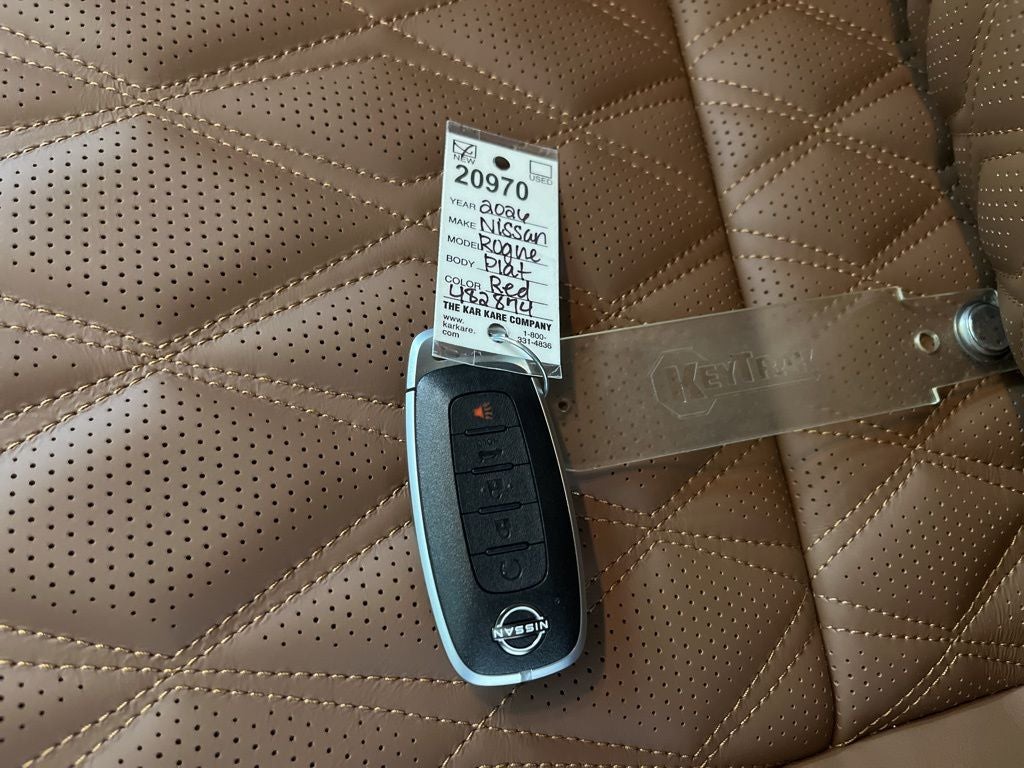 NEW
USED
20970
YEAR 2026
MAKE Nissan
MODEL Rogue
BODY Plat
COLOR Red
482874
THE KAR KARE COMPANY
www.
karkare.
com
1-800-
331-4836
KEYTRAK
NISSAN